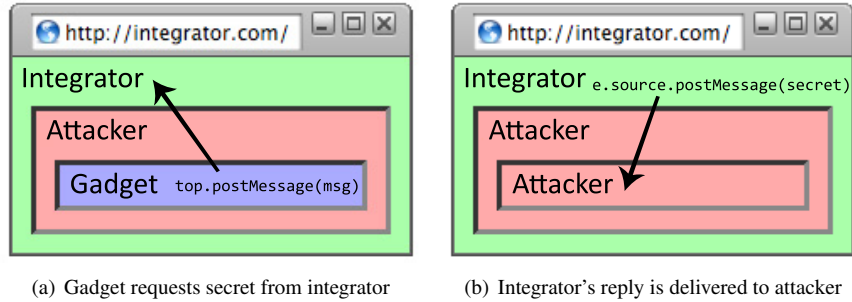 http://integrator.com/
Integrator
Attacker
Gadget top.postMessage(msg)
(a) Gadget requests secret from integrator
http://integrator.com/
Integrator e.source.postMessage(secret)
Attacker
Attacker
(b) Integrator's reply is delivered to attacker